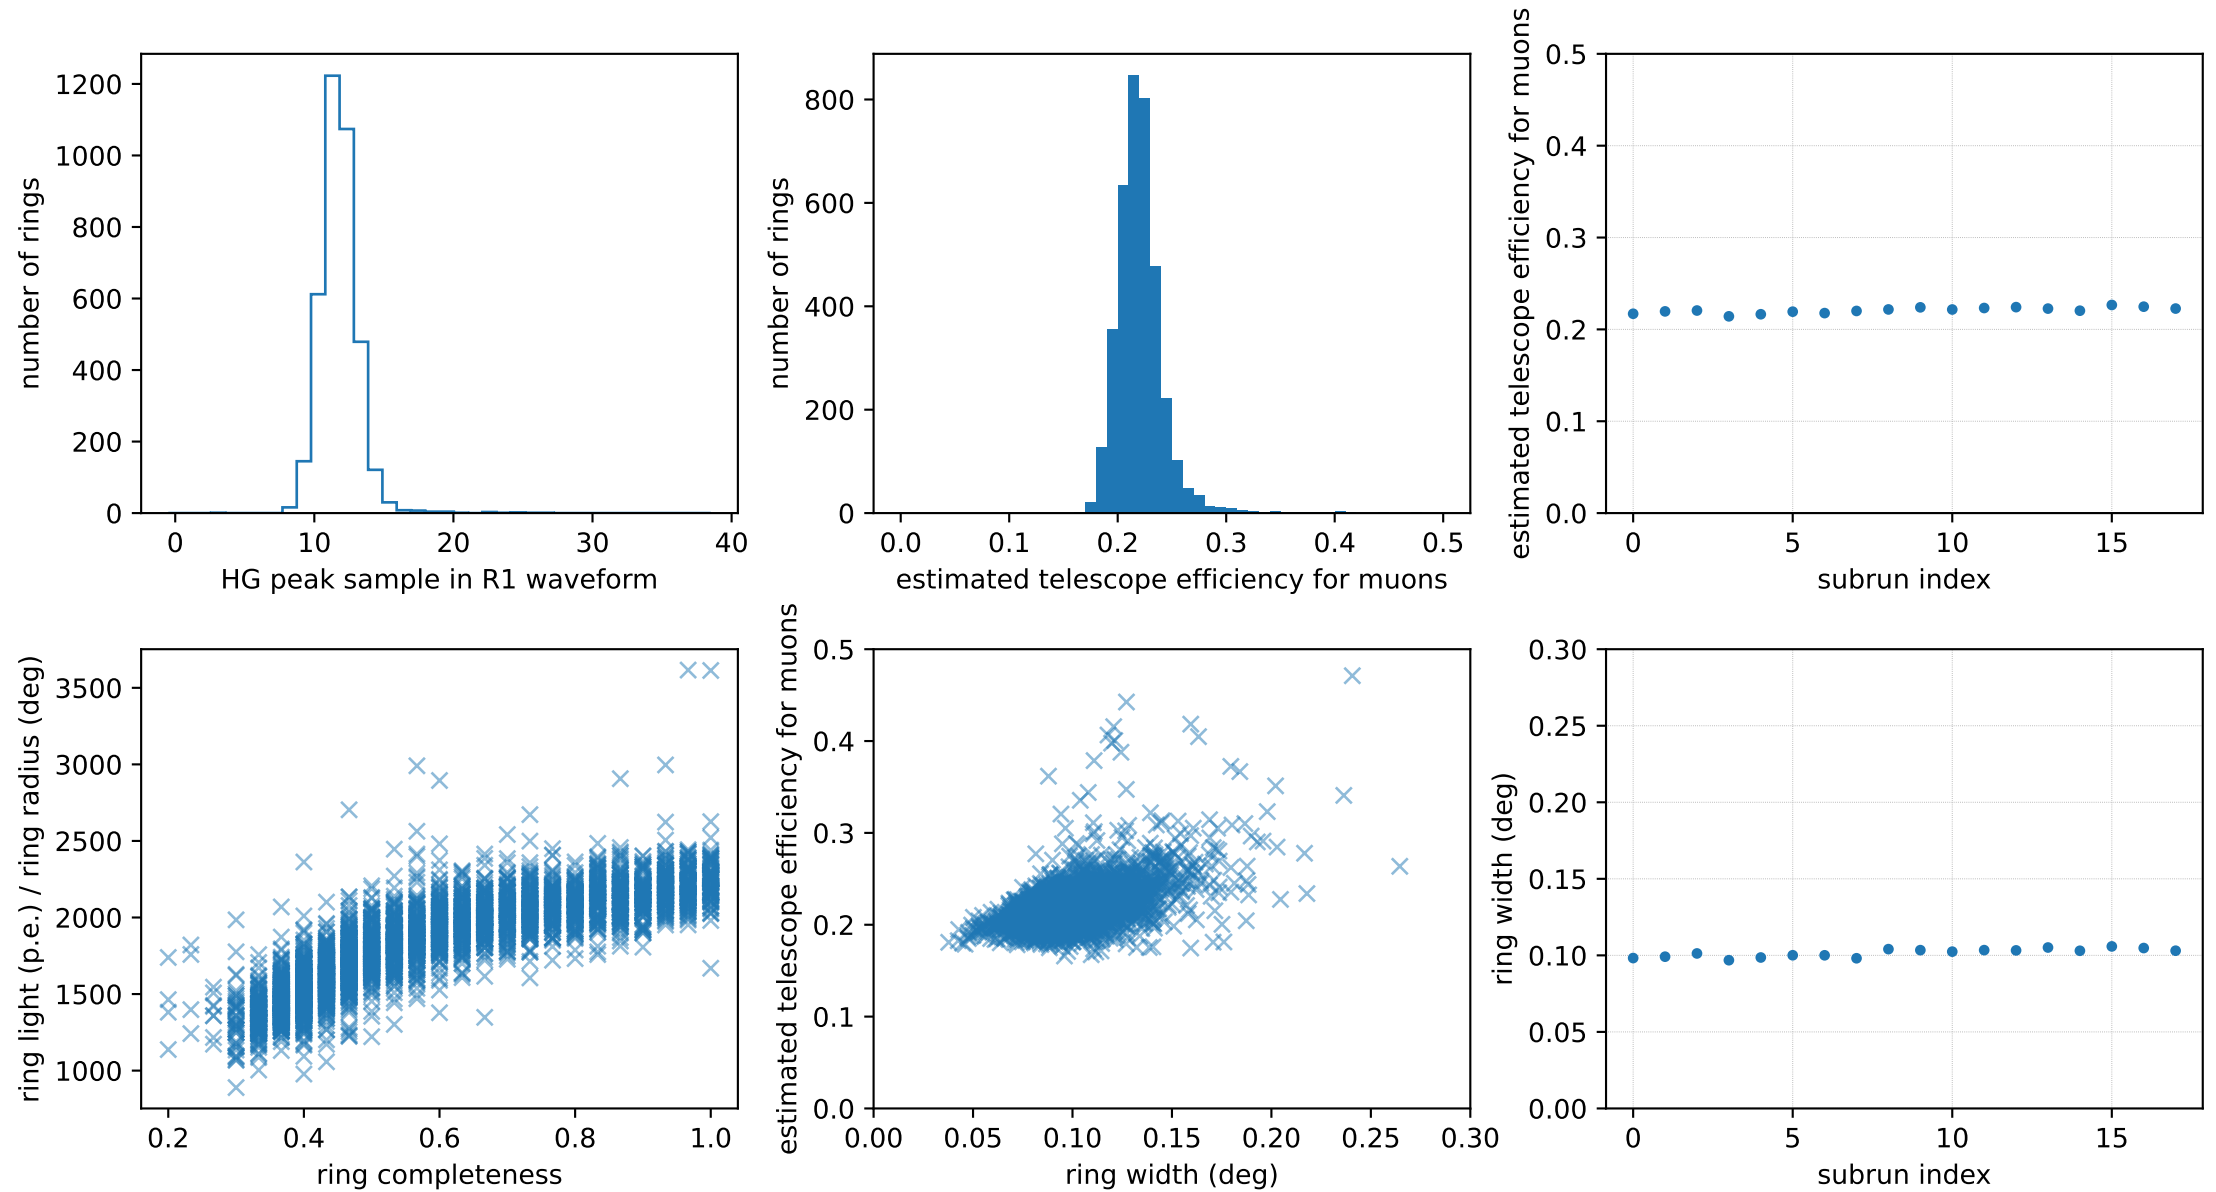 number of rings
1200
1000
800
600
400
200
0
0 10 20 30 40
HG peak sample in R1 waveform
number of rings
800
600
400
200
0
0.0 0.1 0.2 0.3 0.4 0.5
estimated telescope efficiency for muons
estimated telescope efficiency for muons
0.5
0.4
0.3
0.2
0.1
0.0
0 5 10 15
subrun index
ring light (p.e.) / ring radius (deg)
3500
3000
2500
2000
1500
1000
0.2 0.4 0.6 0.8 1.0
ring completeness
estimated telescope efficiency for muons
0.5
0.4
0.3
0.2
0.1
0.0
0.00 0.05 0.10 0.15 0.20 0.25 0.30
ring width (deg)
ring width (deg)
0.30
0.25
0.20
0.15
0.10
0.05
0.00
0 5 10 15
subrun index